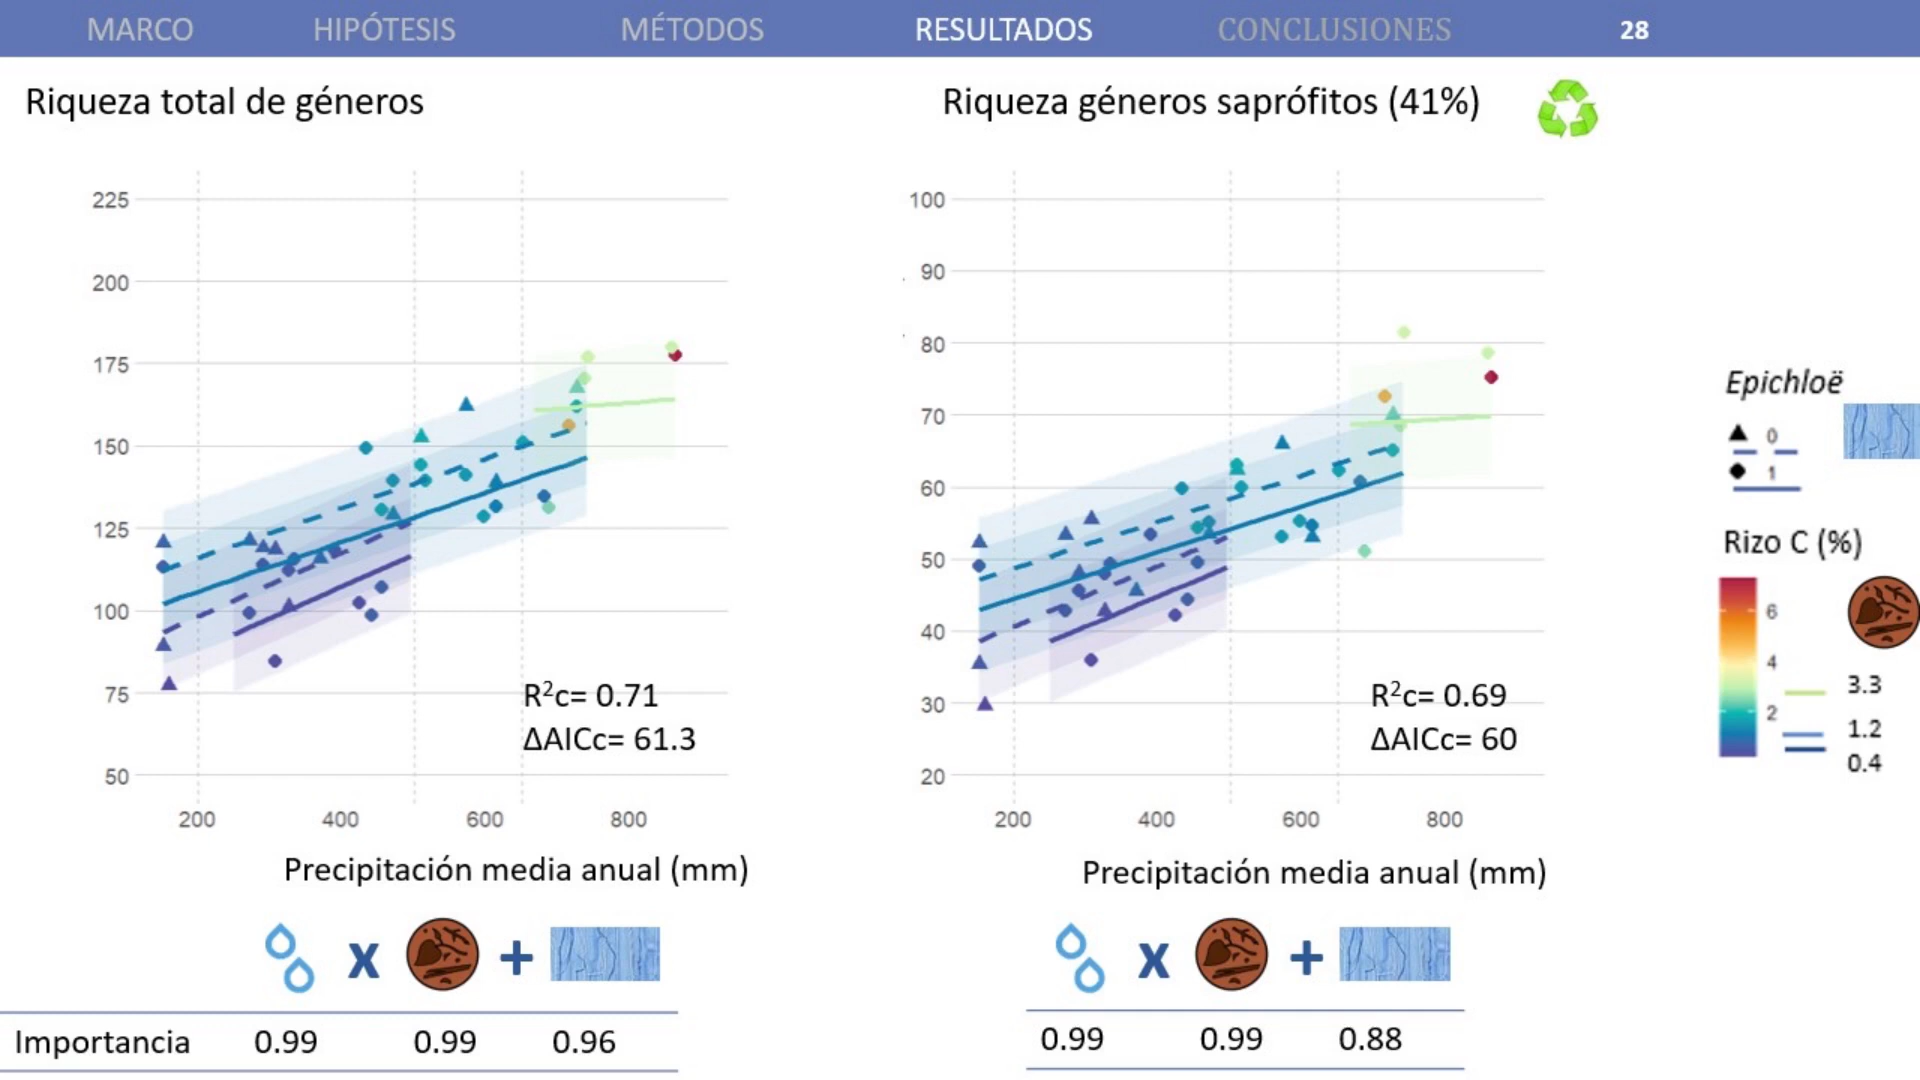 MARCO HIPÓTESIS MÉTODOS RESULTADOS CONCLUSIONES 28
Riqueza total de géneros
225
200
175
150
125
100
75
50
200 400 600 800
R²c= 0.71
ΔAICc= 61.3
Precipitación media anual (mm)
X +
Importancia 0.99 0.99 0.96
Riqueza géneros saprófitos (41%)
100
90
80
70
60
50
40
30
20
200 400 600 800
R²c= 0.69
ΔAICc= 60
Precipitación media anual (mm)
X +
0.99 0.99 0.88
Epichloë
0
1
Rizo C (%)
6
4
2
3.3
1.2
0.4